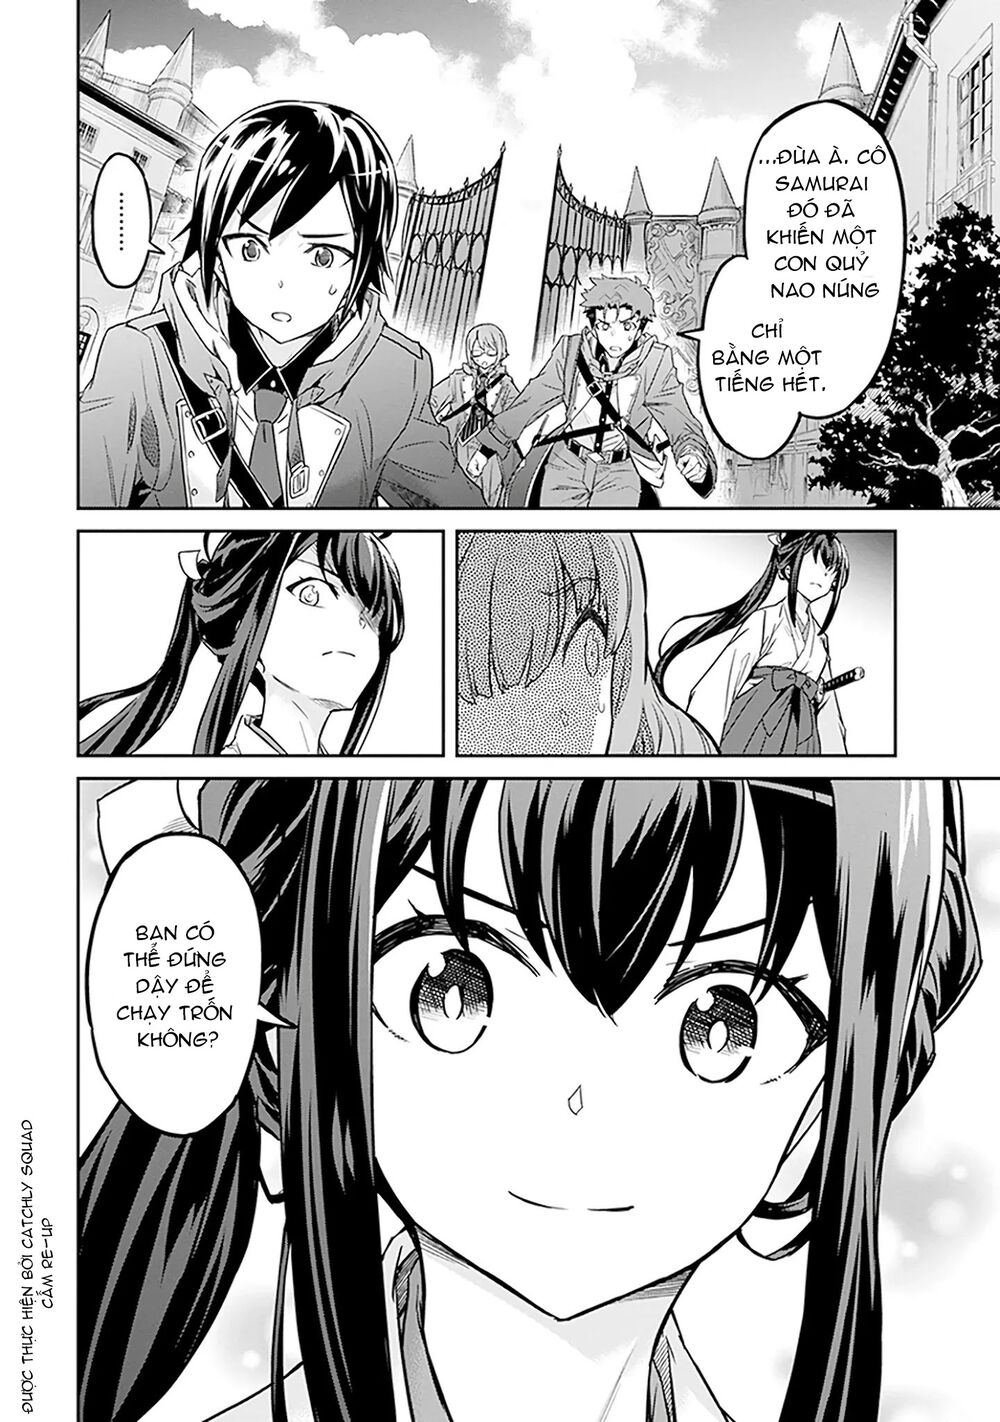 ...ĐÙA À. CÔ
SAMURAI
ĐÓ ĐÃ
KHIẾN MỘT
CON QUỶ
NAO NÚNG
CHỈ
BẰNG MỘT
TIẾNG HÉT.
.........
BẠN CÓ
THỂ ĐỨNG
DẬY ĐỂ
CHẠY TRỐN
KHÔNG?
ĐƯỢC THỰC HIỆN BỞI CATCHLY SQUAD
CẤM RE-UP